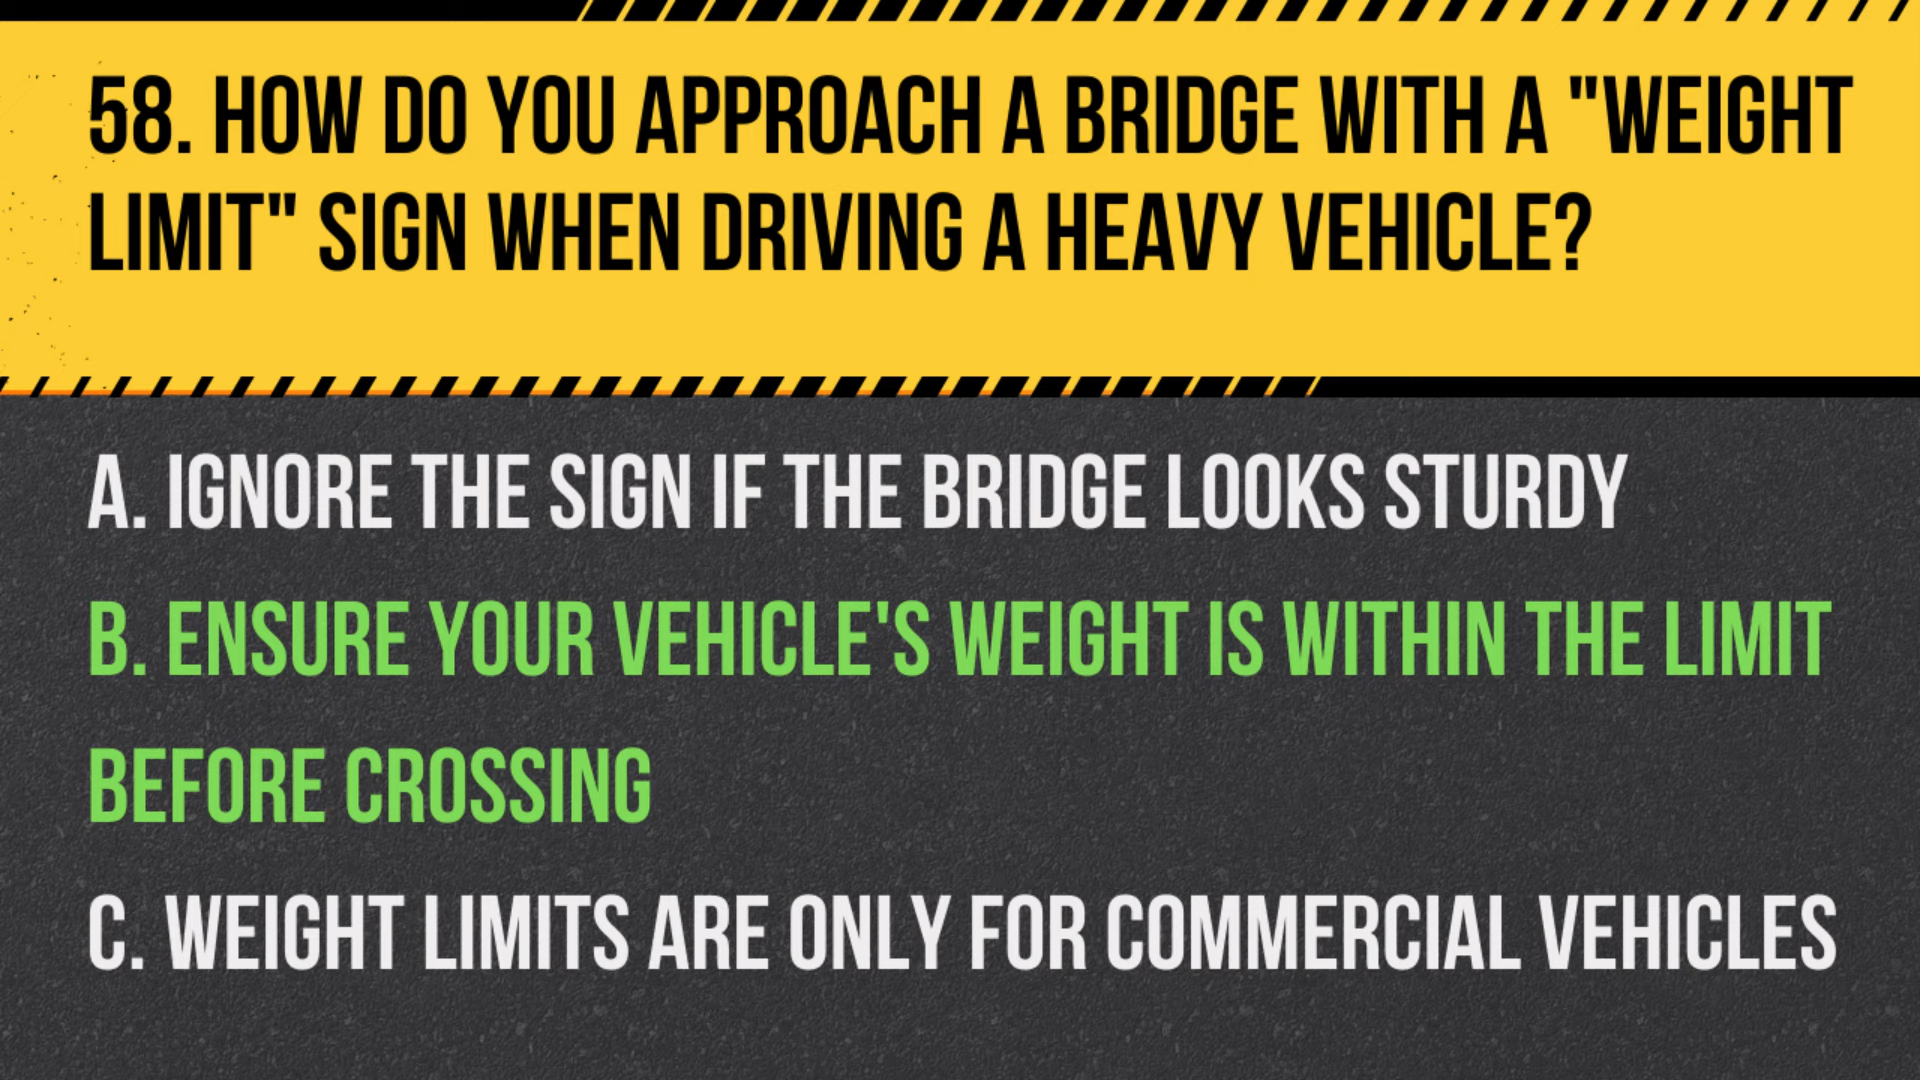 58. HOW DO YOU APPROACH A BRIDGE WITH A "WEIGHT
LIMIT" SIGN WHEN DRIVING A HEAVY VEHICLE?
A. IGNORE THE SIGN IF THE BRIDGE LOOKS STURDY
B. ENSURE YOUR VEHICLE'S WEIGHT IS WITHIN THE LIMIT
BEFORE CROSSING
C. WEIGHT LIMITS ARE ONLY FOR COMMERCIAL VEHICLES